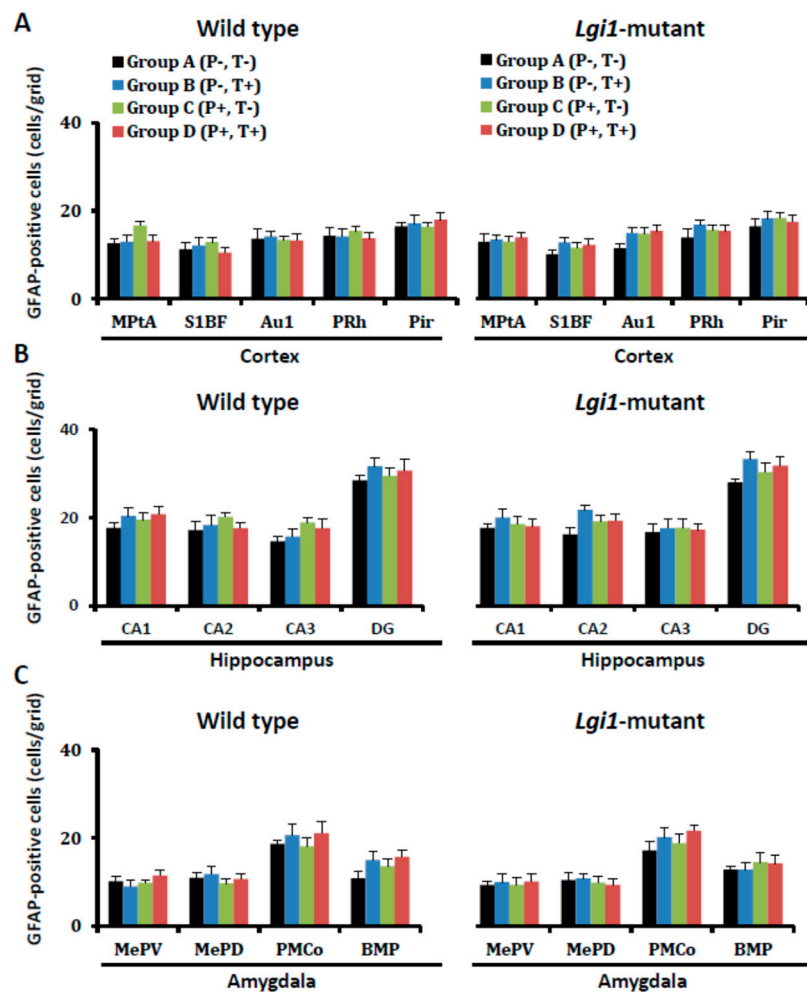 A
Wild type
Lgi1-mutant
Group A (P-, T-)
Group B (P-, T+)
Group C (P+, T-)
Group D (P+, T+)
Group A (P-, T-)
Group B (P-, T+)
Group C (P+, T-)
Group D (P+, T+)
GFAP-positive cells (cells/grid)
40
20
0
MPtA S1BF Au1 PRh Pir
Cortex
MPtA S1BF Au1 PRh Pir
Cortex
B
Wild type
Lgi1-mutant
GFAP-positive cells (cells/grid)
40
20
0
CA1 CA2 CA3 DG
Hippocampus
CA1 CA2 CA3 DG
Hippocampus
C
Wild type
Lgi1-mutant
GFAP-positive cells (cells/grid)
40
20
0
MePV MePD PMCo BMP
Amygdala
MePV MePD PMCo BMP
Amygdala